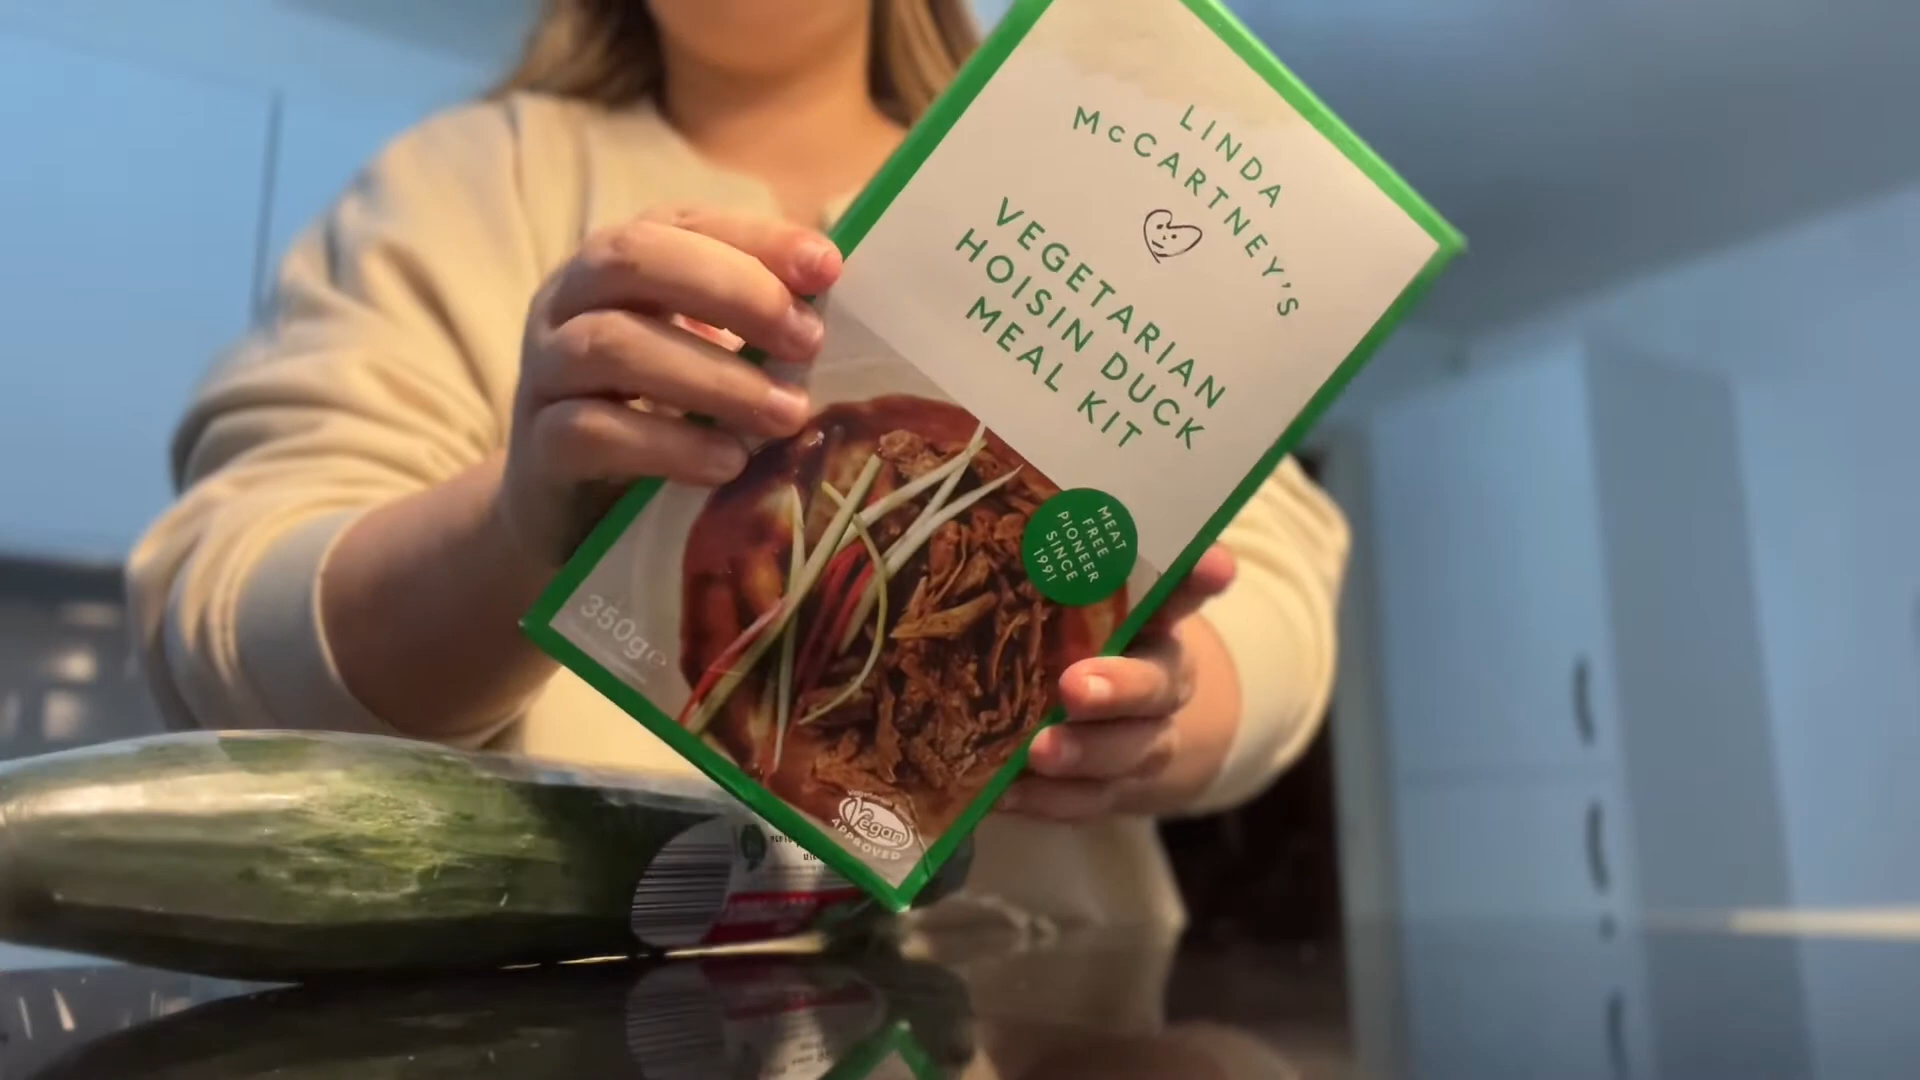 LINDA
McCARTNEY'S
VEGETARIAN
HOISIN DUCK
MEAL KIT
MEAT
FREE
PIONEER
SINCE
1991
350g℮
Vegan
APPROVED